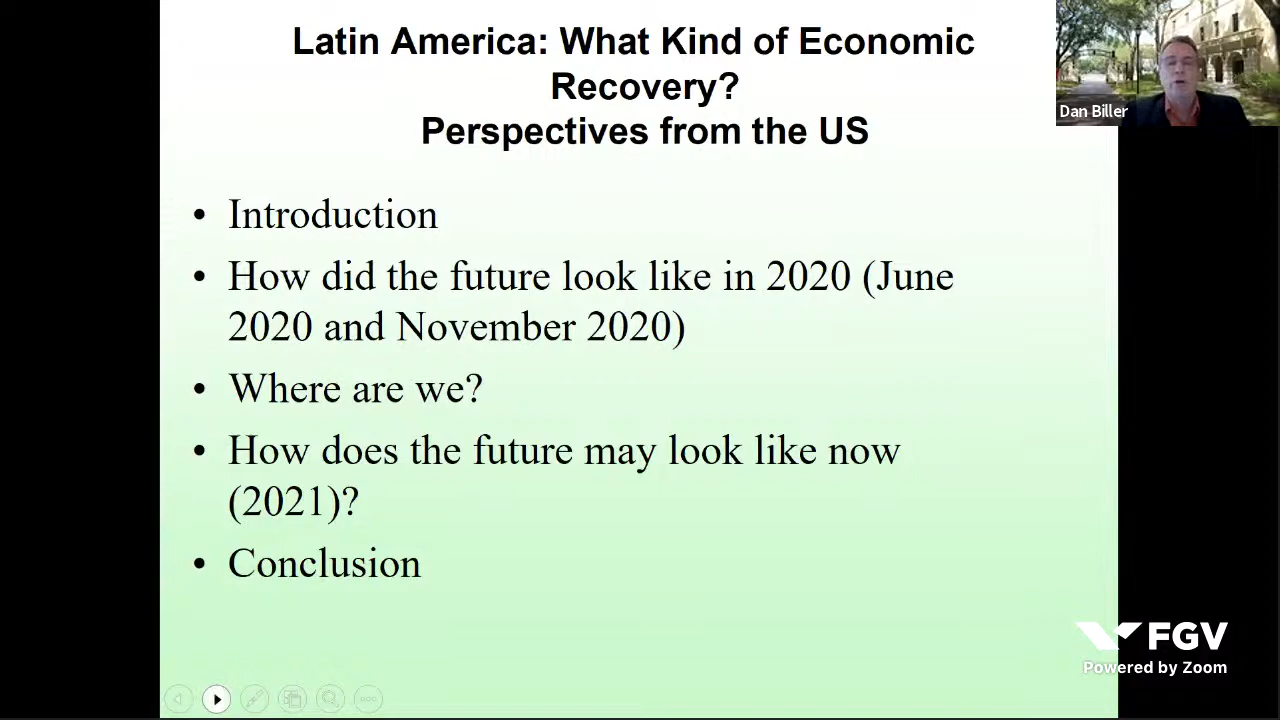 Latin America: What Kind of Economic
Recovery?
Perspectives from the US
Dan Biller
• Introduction
• How did the future look like in 2020 (June
2020 and November 2020)
• Where are we?
• How does the future may look like now
(2021)?
• Conclusion
FGV
Powered by Zoom